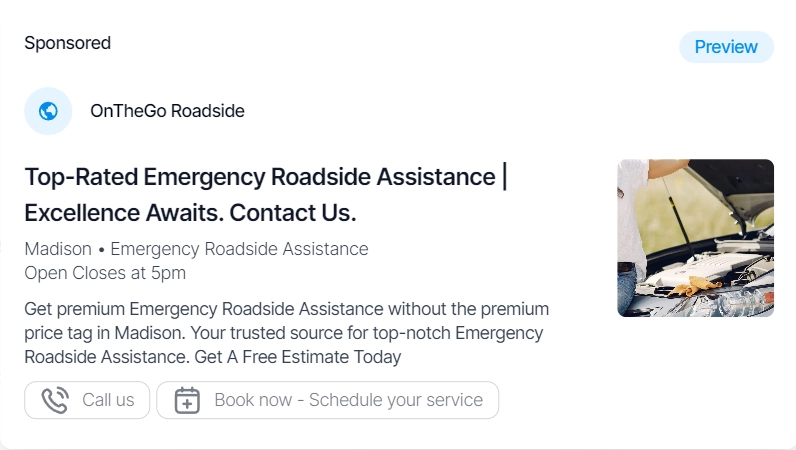 Sponsored
Preview
OnTheGo Roadside
Top-Rated Emergency Roadside Assistance |
Excellence Awaits. Contact Us.
Madison • Emergency Roadside Assistance
Open Closes at 5pm
Get premium Emergency Roadside Assistance without the premium
price tag in Madison. Your trusted source for top-notch Emergency
Roadside Assistance. Get A Free Estimate Today
Call us
Book now - Schedule your service